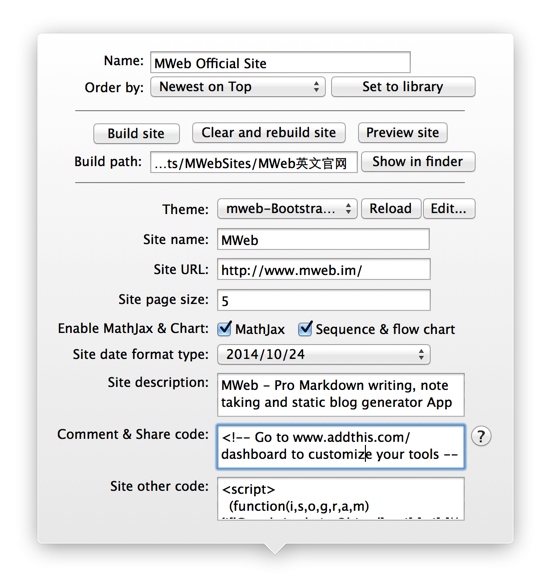 Name: MWeb Official Site
Order by: Newest on Top Set to library
Build site Clear and rebuild site Preview site
Build path: ...ts/MWebSites/MWeb英文官网 Show in finder
Theme: mweb-Bootstra... Reload Edit...
Site name: MWeb
Site URL: http://www.mweb.im/
Site page size: 5
Enable MathJax & Chart: MathJax Sequence & flow chart
Site date format type: 2014/10/24
Site description: MWeb - Pro Markdown writing, note
taking and static blog generator App
Comment & Share code: <!-- Go to www.addthis.com/
dashboard to customize your tools -- ?
Site other code: <script>
(function(i,s,o,g,r,a,m)